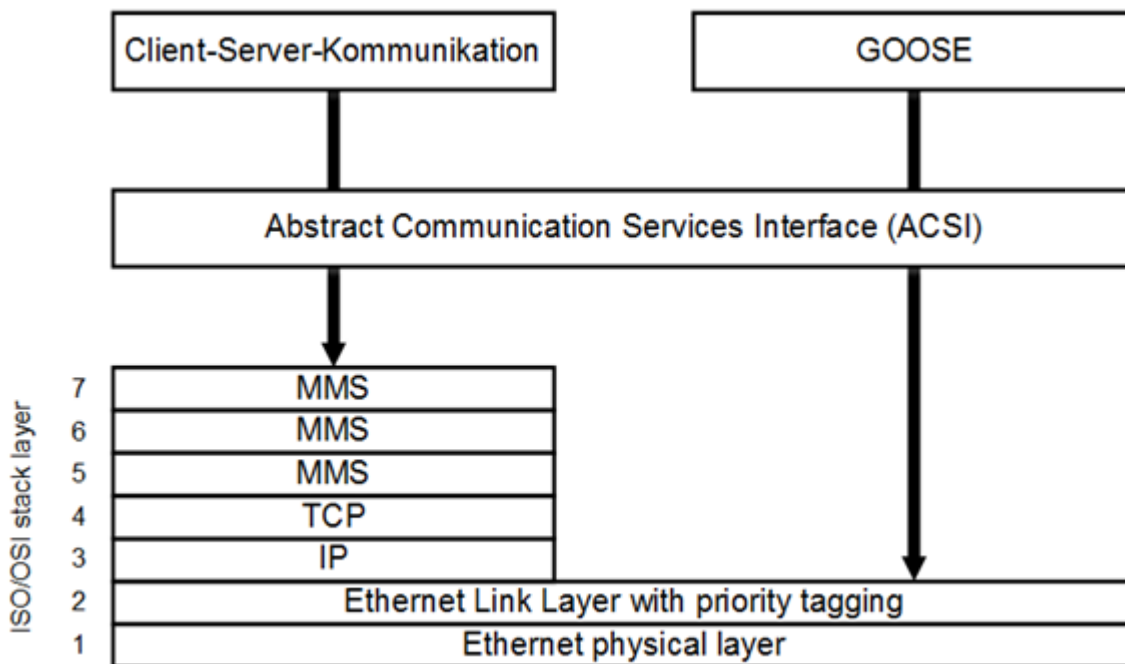 Client-Server-Kommunikation
GOOSE
Abstract Communication Services Interface (ACSI)
ISO/OSI stack layer
7 MMS
6 MMS
5 MMS
4 TCP
3 IP
2 Ethernet Link Layer with priority tagging
1 Ethernet physical layer